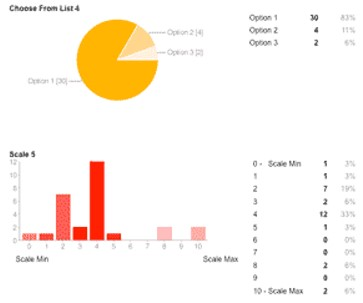 Choose From List 4
Option 1 30 83%
Option 2 4 11%
Option 3 2 6%
Option 2 [4]
Option 3 [2]
Option 1 [30]
Scale 5
12
10
8
6
4
2
0
0 1 2 3 4 5 6 7 8 9 10
Scale Min Scale Max
0 - Scale Min 1 3%
1 1 3%
2 7 19%
3 2 6%
4 12 33%
5 1 3%
6 0 0%
7 0 0%
8 2 6%
9 0 0%
10 - Scale Max 2 6%